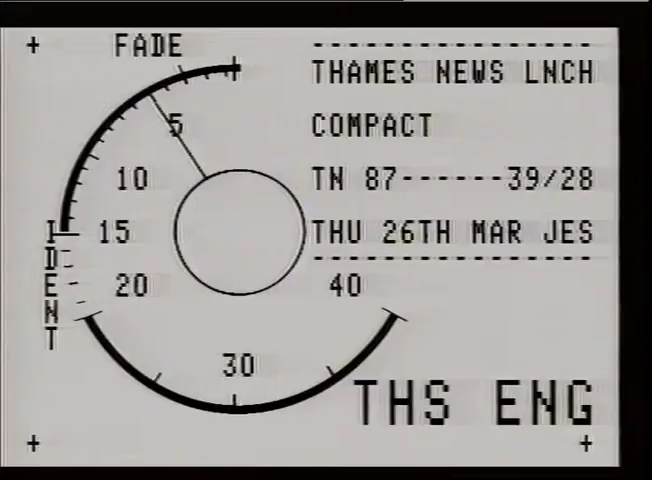 FADE
THAMES NEWS LNCH
COMPACT
TN 87------39/28
THU 26TH MAR JES
5
10
15
20
30
40
IDENT
THS ENG